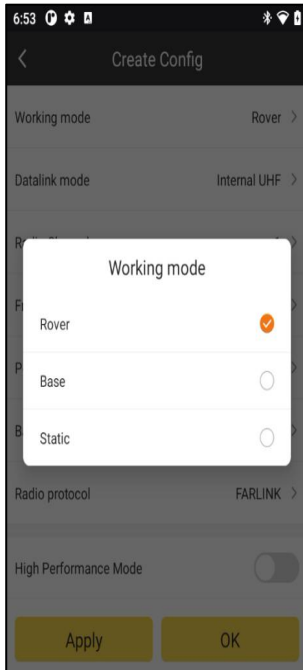 6:53
Create Config
Working mode Rover
Datalink mode Internal UHF
Working mode
Rover
Base
Static
Radio protocol FARLINK
High Performance Mode
Apply OK